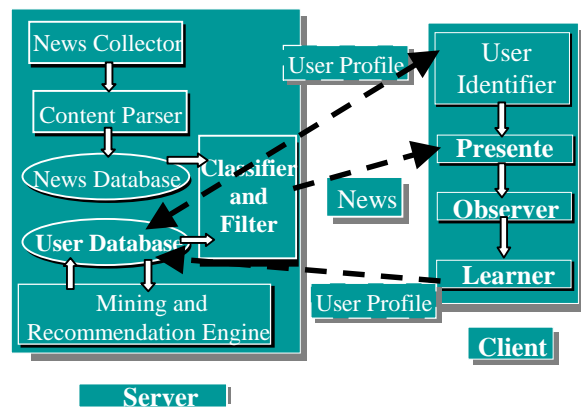 News Collector
Content Parser
News Database
User Database
Mining and
Recommendation Engine
Classifier
and
Filter
Server
User Profile
News
User Profile
User
Identifier
Presente
Observer
Learner
Client